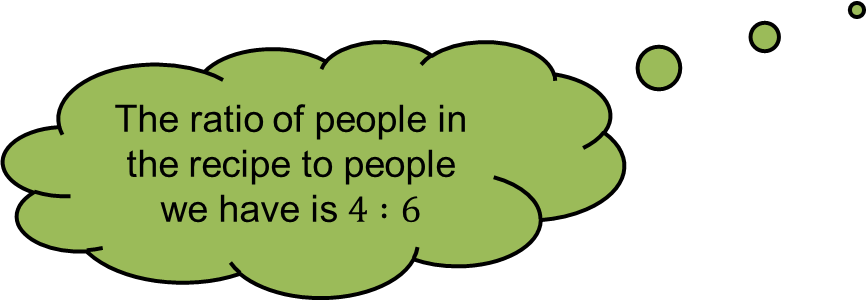 The ratio of people in
the recipe to people
we have is 4 : 6